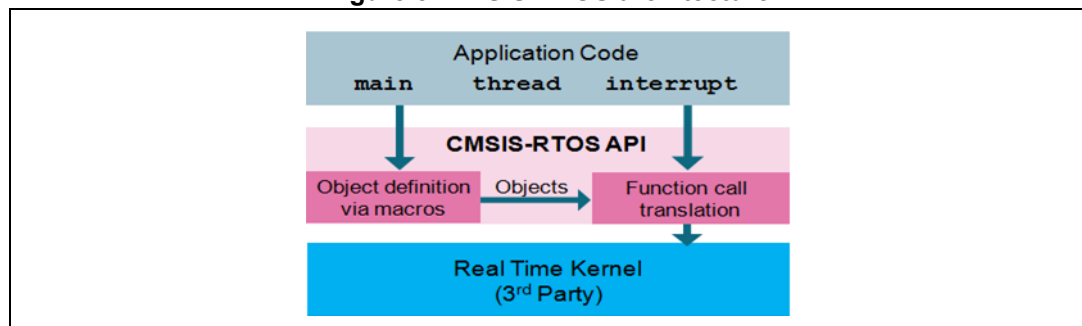 Application Code
main thread interrupt
CMSIS-RTOS API
Object definition
via macros
Objects
Function call
translation
Real Time Kernel
(3rd Party)